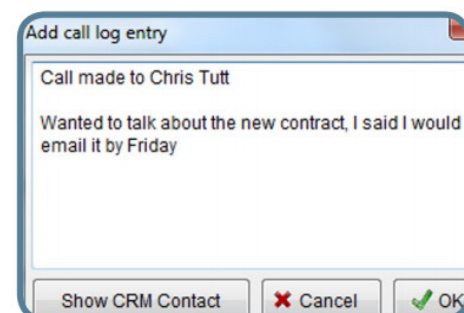 Add call log entry
Call made to Chris Tutt
Wanted to talk about the new contract, I said I would
email it by Friday
Show CRM Contact
Cancel
OK